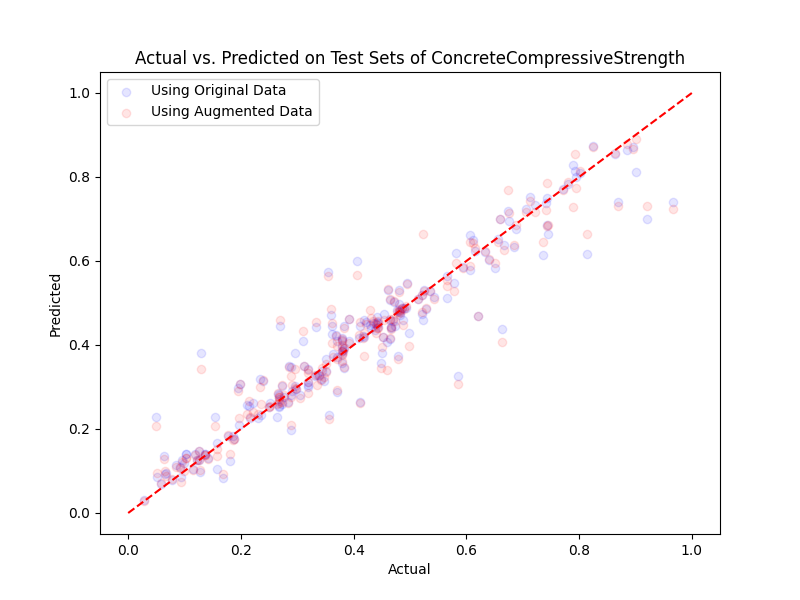 Actual vs. Predicted on Test Sets of ConcreteCompressiveStrength
Using Original Data
Using Augmented Data
1.0
0.8
0.6
0.4
0.2
0.0
Predicted
0.0 0.2 0.4 0.6 0.8 1.0
Actual